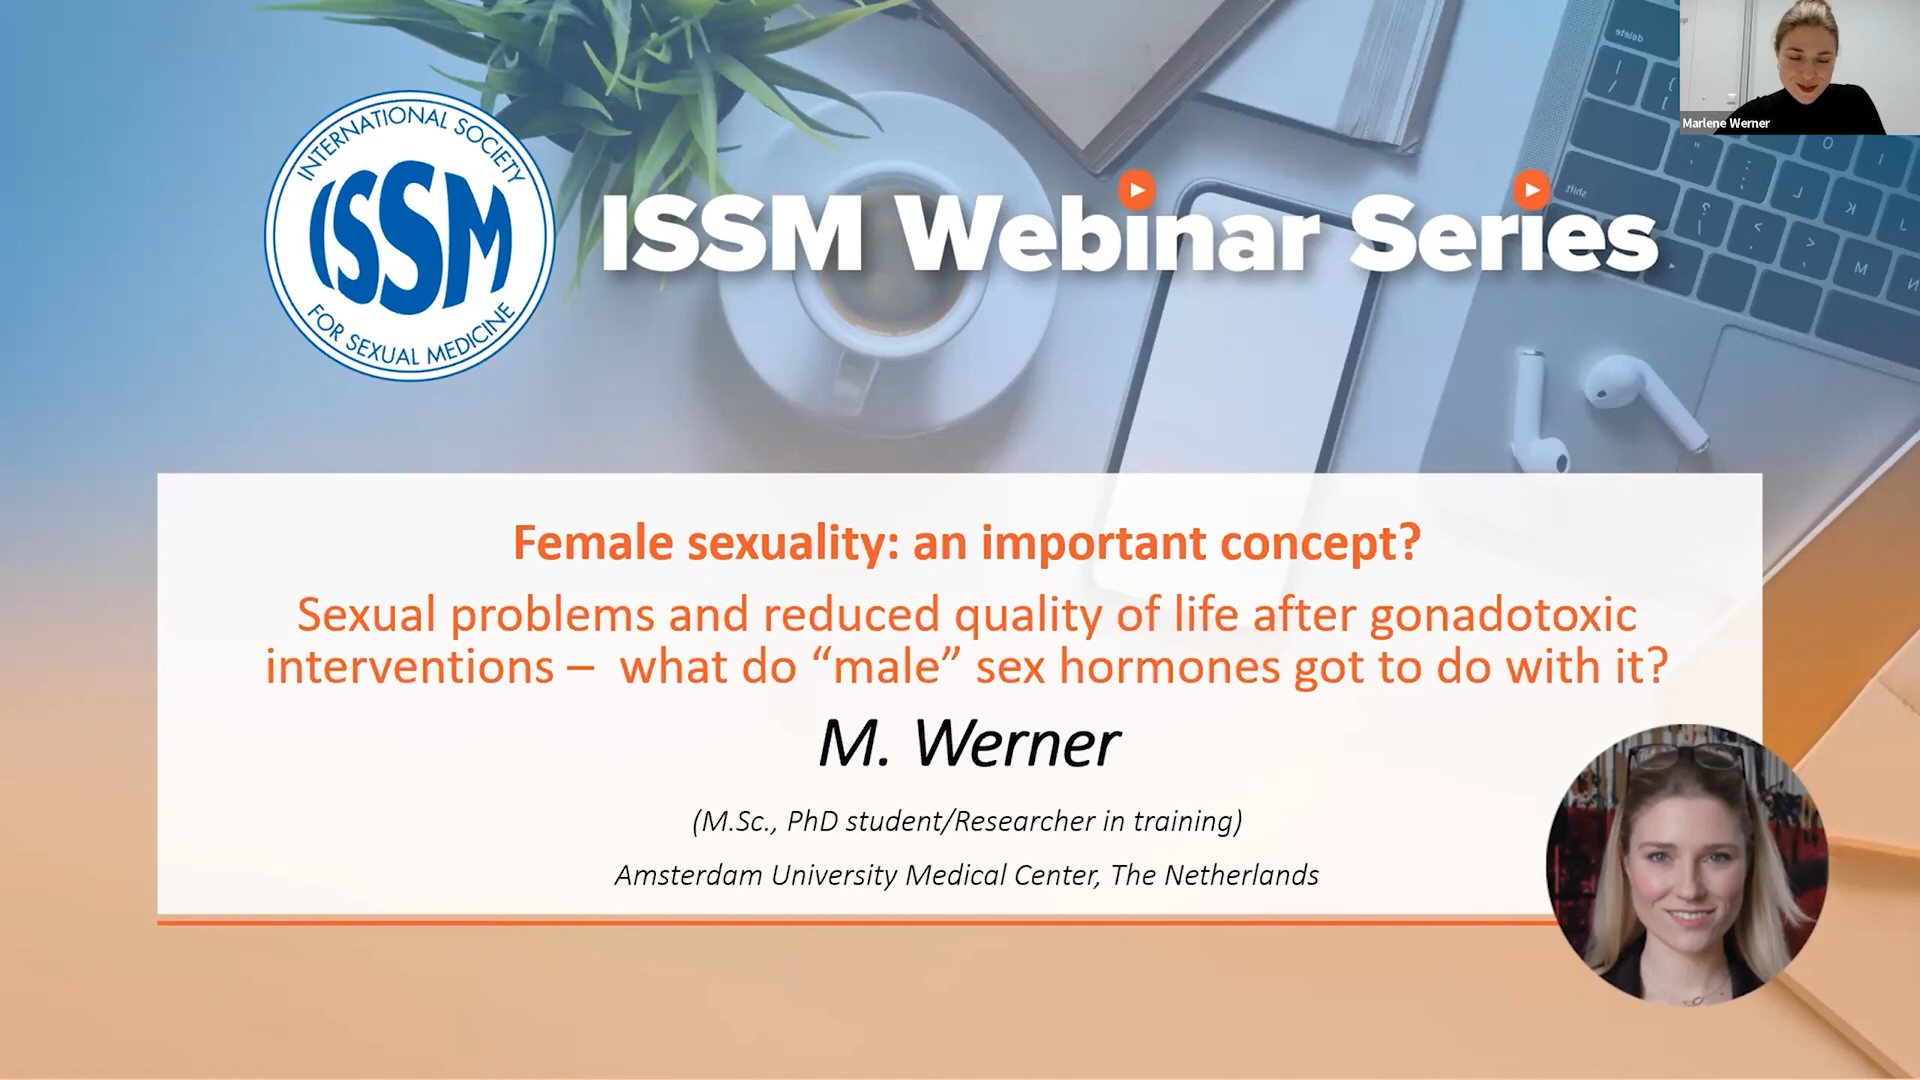 INTERNATIONAL SOCIETY
ISSM
FOR SEXUAL MEDICINE
ISSM Webinar Series
delete
shift
Marlene Werner
Female sexuality: an important concept?
Sexual problems and reduced quality of life after gonadotoxic
interventions – what do “male” sex hormones got to do with it?
M. Werner
(M.Sc., PhD student/Researcher in training)
Amsterdam University Medical Center, The Netherlands